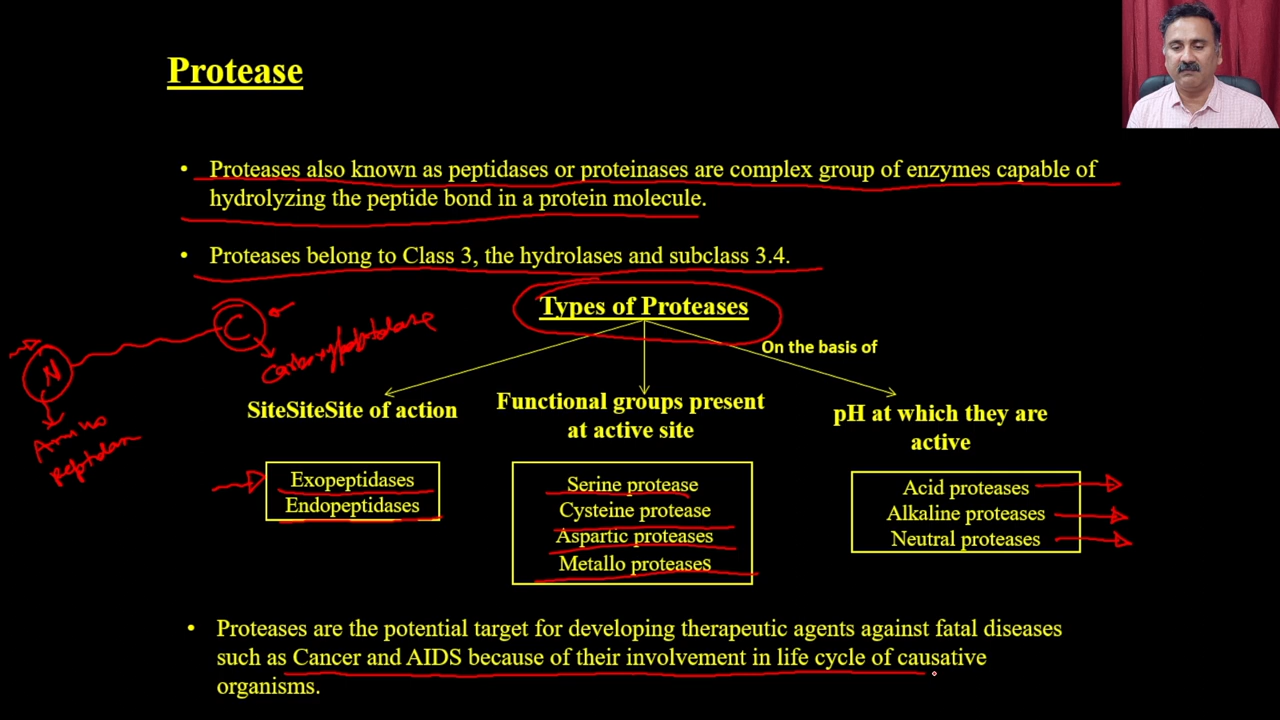 Protease
• Proteases also known as peptidases or proteinases are complex group of enzymes capable of
hydrolyzing the peptide bond in a protein molecule.
• Proteases belong to Class 3, the hydrolases and subclass 3.4.
Types of Proteases
On the basis of
C
Carboxypeptidase
N
Amino
SiteSiteSite of action
Functional groups present
at active site
pH at which they are
active
Exopeptidases
Endopeptidases
Serine protease
Cysteine protease
Aspartic proteases
Metallo proteases
Acid proteases
Alkaline proteases
Neutral proteases
• Proteases are the potential target for developing therapeutic agents against fatal diseases
such as Cancer and AIDS because of their involvement in life cycle of causative
organisms.